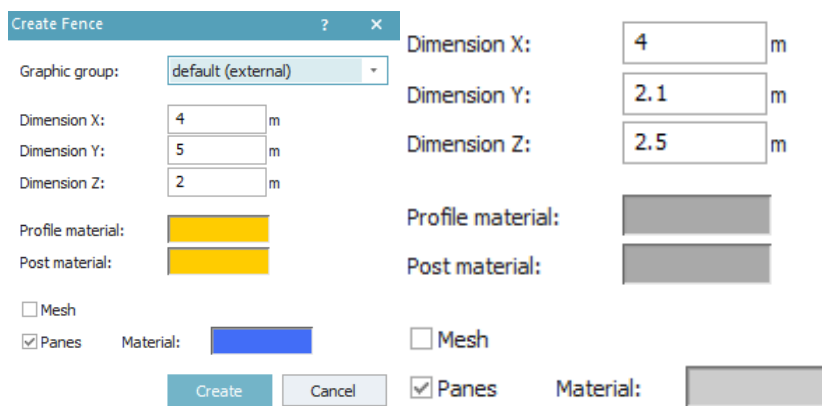 Create Fence ? ×
Graphic group: default (external)
Dimension X: 4 m
Dimension Y: 5 m
Dimension Z: 2 m
Profile material:
Post material:
Mesh
Panes Material:
Create Cancel
Dimension X: 4 m
Dimension Y: 2.1 m
Dimension Z: 2.5 m
Profile material:
Post material:
Mesh
Panes Material: